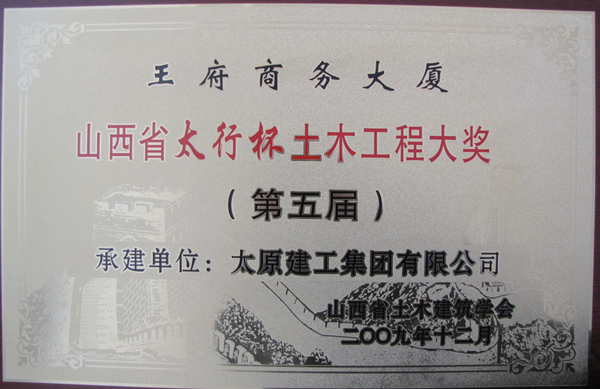 王府商务大厦
山西省太行杯土木工程大奖
（第五届）
承建单位：太原建工集团有限公司
山西省土木建筑学会
二〇〇九年十二月